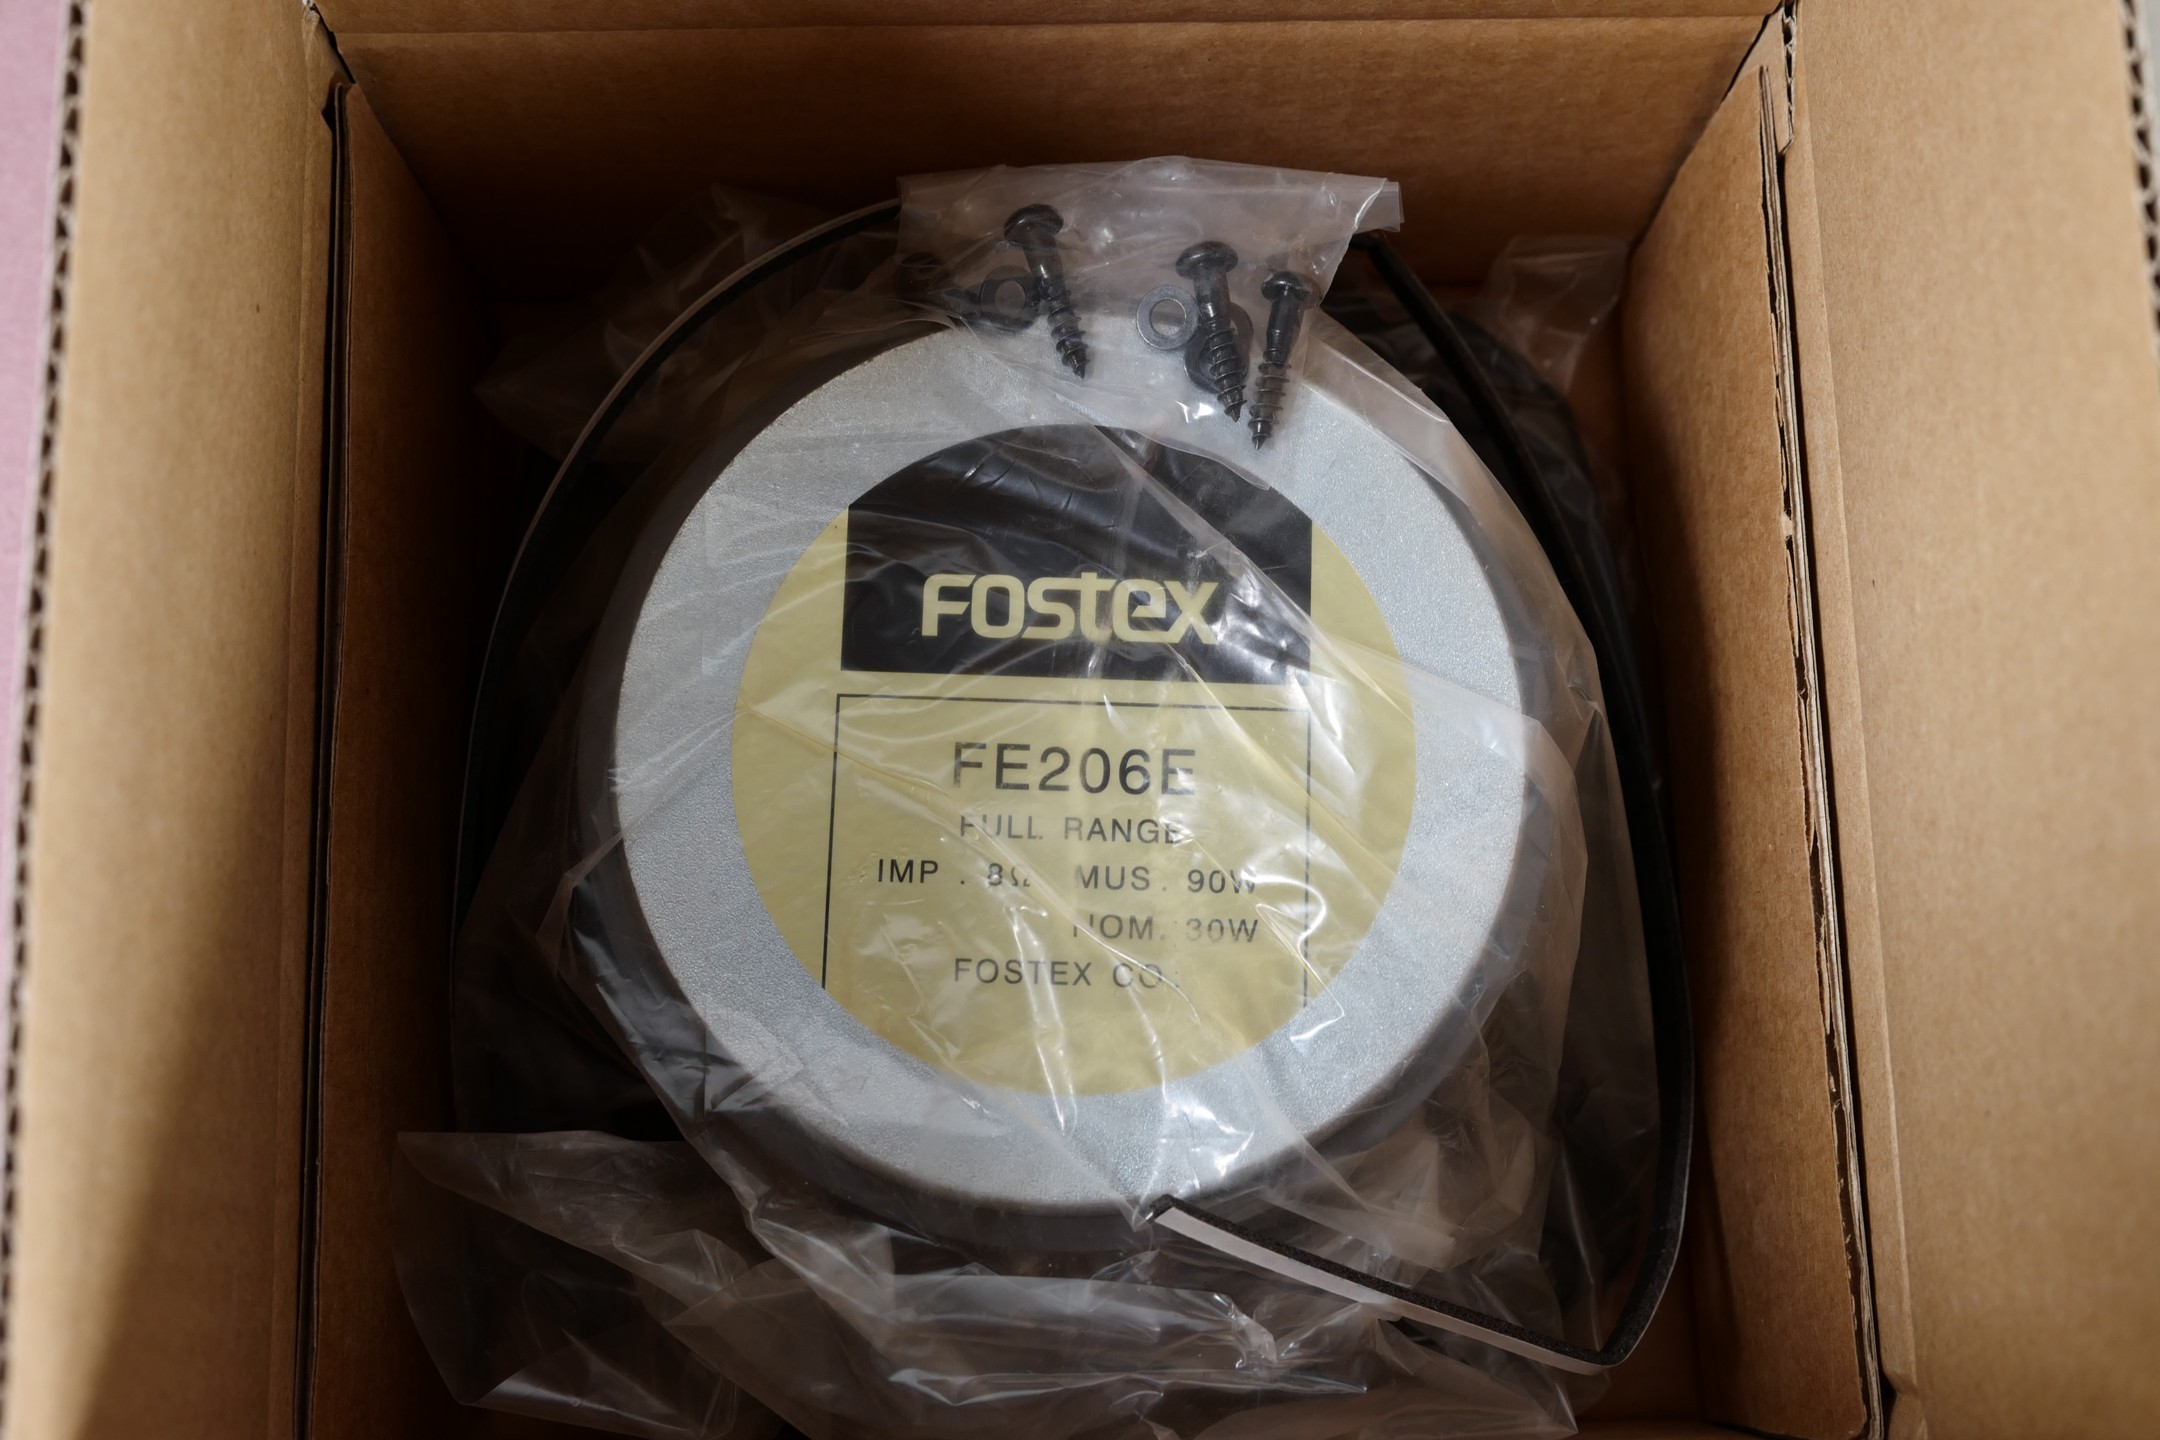 FOSTEX
FE206E
FULL RANGE
IMP. 8Ω MUS. 90W
NOM. 30W
FOSTEX CO.